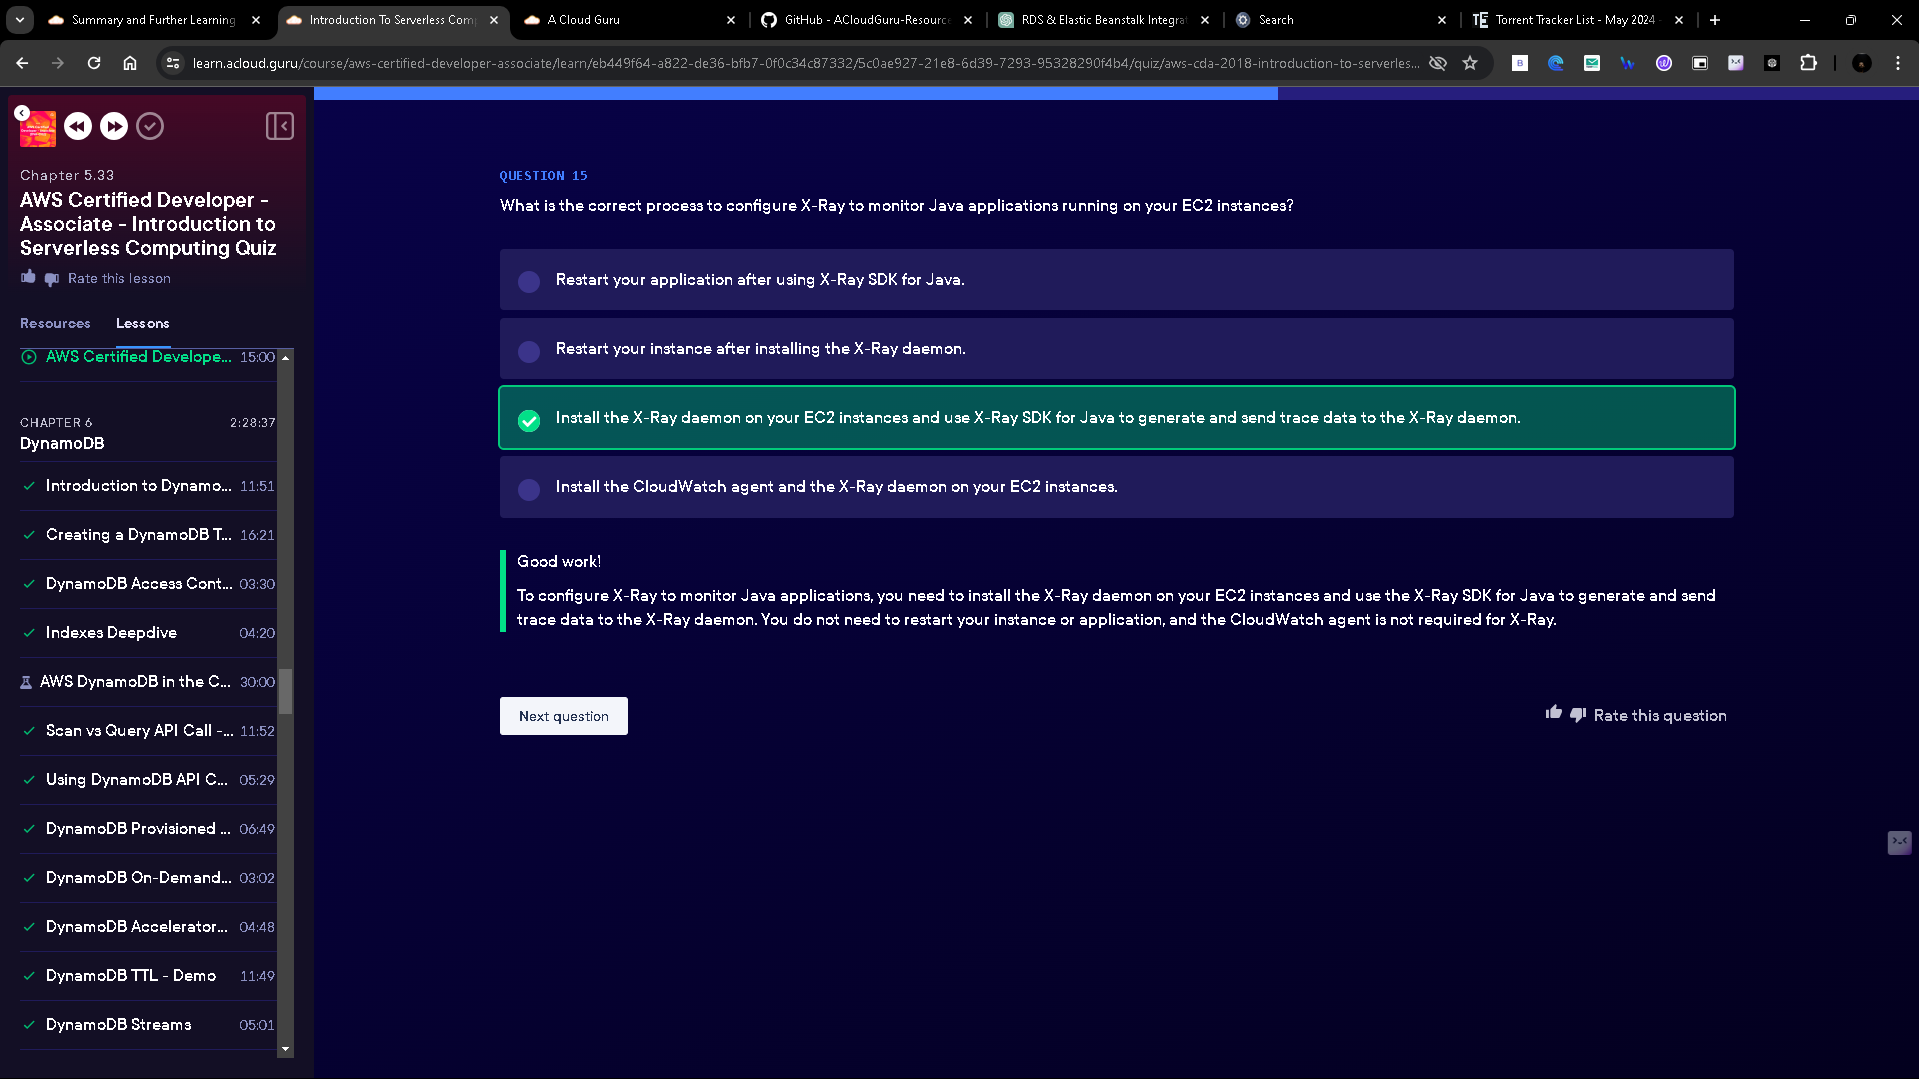 Summary and Further Learning
Introduction To Serverless Com
A Cloud Guru
GitHub - ACloudGuru-Resource
RDS & Elastic Beanstalk Integrat
Search
Torrent Tracker List - May 2024 -
learn.acloud.guru/course/aws-certified-developer-associate/learn/eb449f64-a822-de36-bfb7-0f0c34c87332/5c0ae927-21e8-6d39-7293-95328290f4b4/quiz/aws-cda-2018-introduction-to-serverles...
Chapter 5.33
AWS Certified Developer -
Associate - Introduction to
Serverless Computing Quiz
Rate this lesson
Resources
Lessons
AWS Certified Develope... 15:00
CHAPTER 6 2:28:37
DynamoDB
Introduction to Dynamo... 11:51
Creating a DynamoDB T... 16:21
DynamoDB Access Cont... 03:30
Indexes Deepdive 04:20
AWS DynamoDB in the C... 30:00
Scan vs Query API Call -... 11:52
Using DynamoDB API C... 05:29
DynamoDB Provisioned ... 06:49
DynamoDB On-Demand... 03:02
DynamoDB Accelerator... 04:48
DynamoDB TTL - Demo 11:49
DynamoDB Streams 05:01
QUESTION 15
What is the correct process to configure X-Ray to monitor Java applications running on your EC2 instances?
Restart your application after using X-Ray SDK for Java.
Restart your instance after installing the X-Ray daemon.
Install the X-Ray daemon on your EC2 instances and use X-Ray SDK for Java to generate and send trace data to the X-Ray daemon.
Install the CloudWatch agent and the X-Ray daemon on your EC2 instances.
Good work!
To configure X-Ray to monitor Java applications, you need to install the X-Ray daemon on your EC2 instances and use the X-Ray SDK for Java to generate and send
trace data to the X-Ray daemon. You do not need to restart your instance or application, and the CloudWatch agent is not required for X-Ray.
Next question
Rate this question